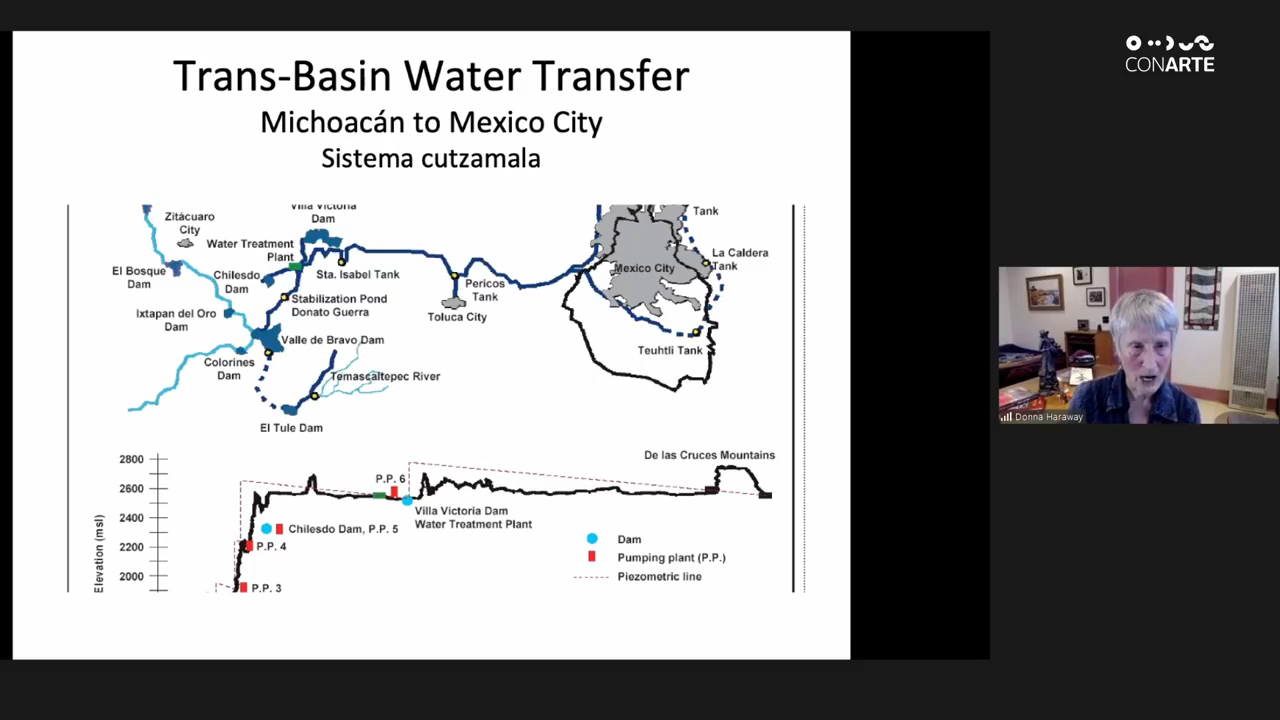 CONARTE
Trans-Basin Water Transfer
Michoacán to Mexico City
Sistema cutzamala
Villa Victoria
Dam
Zitácuaro
City
Water Treatment
Plant
El Bosque
Dam
Chilesdo
Dam
Sta. Isabel Tank
Stabilization Pond
Donato Guerra
Ixtapan del Oro
Dam
Valle de Bravo Dam
Colorines
Dam
Temascaltepec River
El Tule Dam
Pericos
Tank
Toluca City
Mexico City
Tank
La Caldera
Tank
Teuhtli Tank
Donna Haraway
2800
2600
2400
2200
2000
Elevation (msl)
De las Cruces Mountains
P.P. 6
Villa Victoria Dam
Water Treatment Plant
Chilesdo Dam, P.P. 5
P.P. 4
P.P. 3
Dam
Pumping plant (P.P.)
Piezometric line